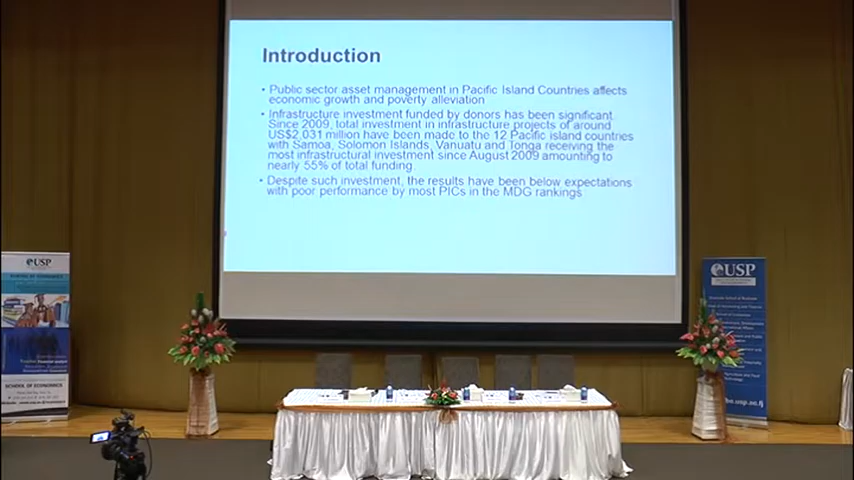 Introduction
• Public sector asset management in Pacific Island Countries affects
economic growth and poverty alleviation
• Infrastructure investment funded by donors has been significant.
Since 2009, total investment in infrastructure projects of around
US$2,031 million have been made to the 12 Pacific island countries
with Samoa, Solomon Islands, Vanuatu and Tonga receiving the
most infrastructural investment since August 2009 amounting to
nearly 55% of total funding.
• Despite such investment, the results have been below expectations
with poor performance by most PICs in the MDG rankings
USP
SCHOOL OF ECONOMICS
USP